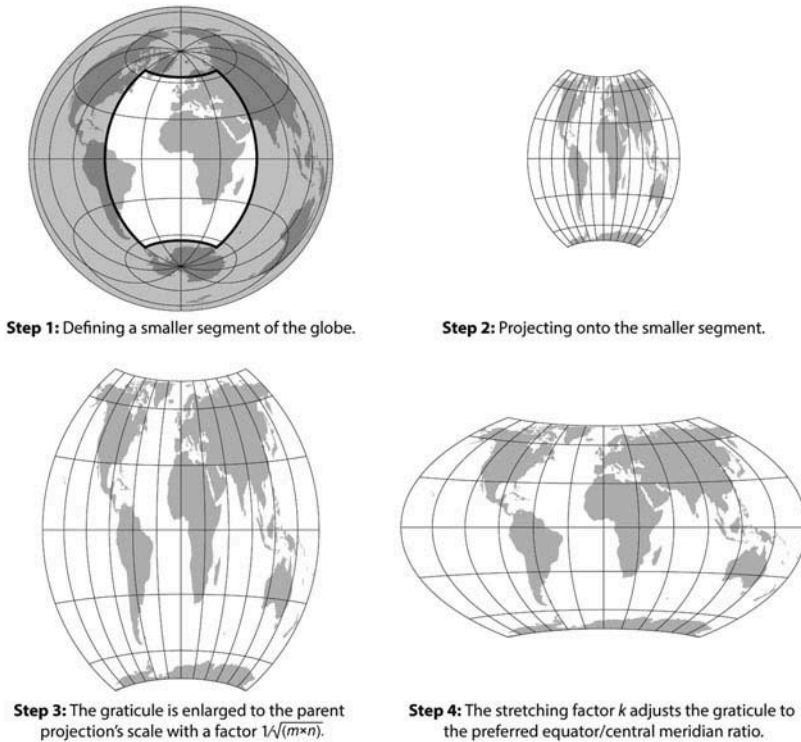 Step 1: Defining a smaller segment of the globe.
Step 2: Projecting onto the smaller segment.
Step 3: The graticule is enlarged to the parent
projection's scale with a factor 1/√(m×n).
Step 4: The stretching factor k adjusts the graticule to
the preferred equator/central meridian ratio.